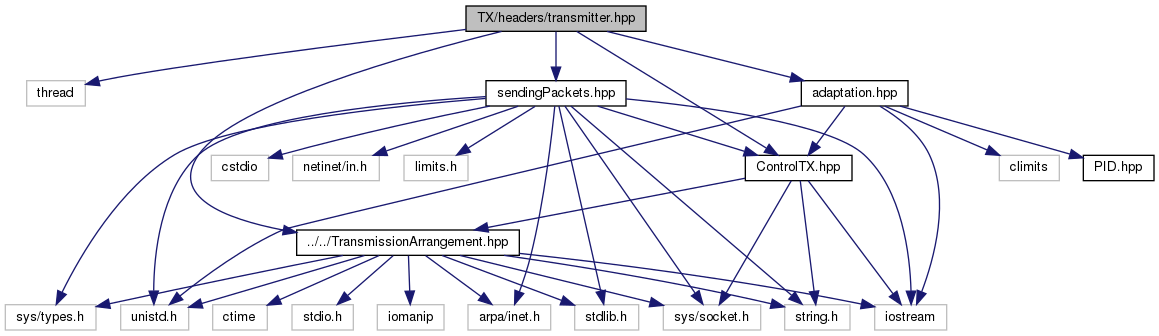 TX/headers/transmitter.hpp
thread
sendingPackets.hpp
adaptation.hpp
cstdio
netinet/in.h
limits.h
ControlTX.hpp
climits
PID.hpp
../../TransmissionArrangement.hpp
sys/types.h
unistd.h
ctime
stdio.h
iomanip
arpa/inet.h
stdlib.h
sys/socket.h
string.h
iostream